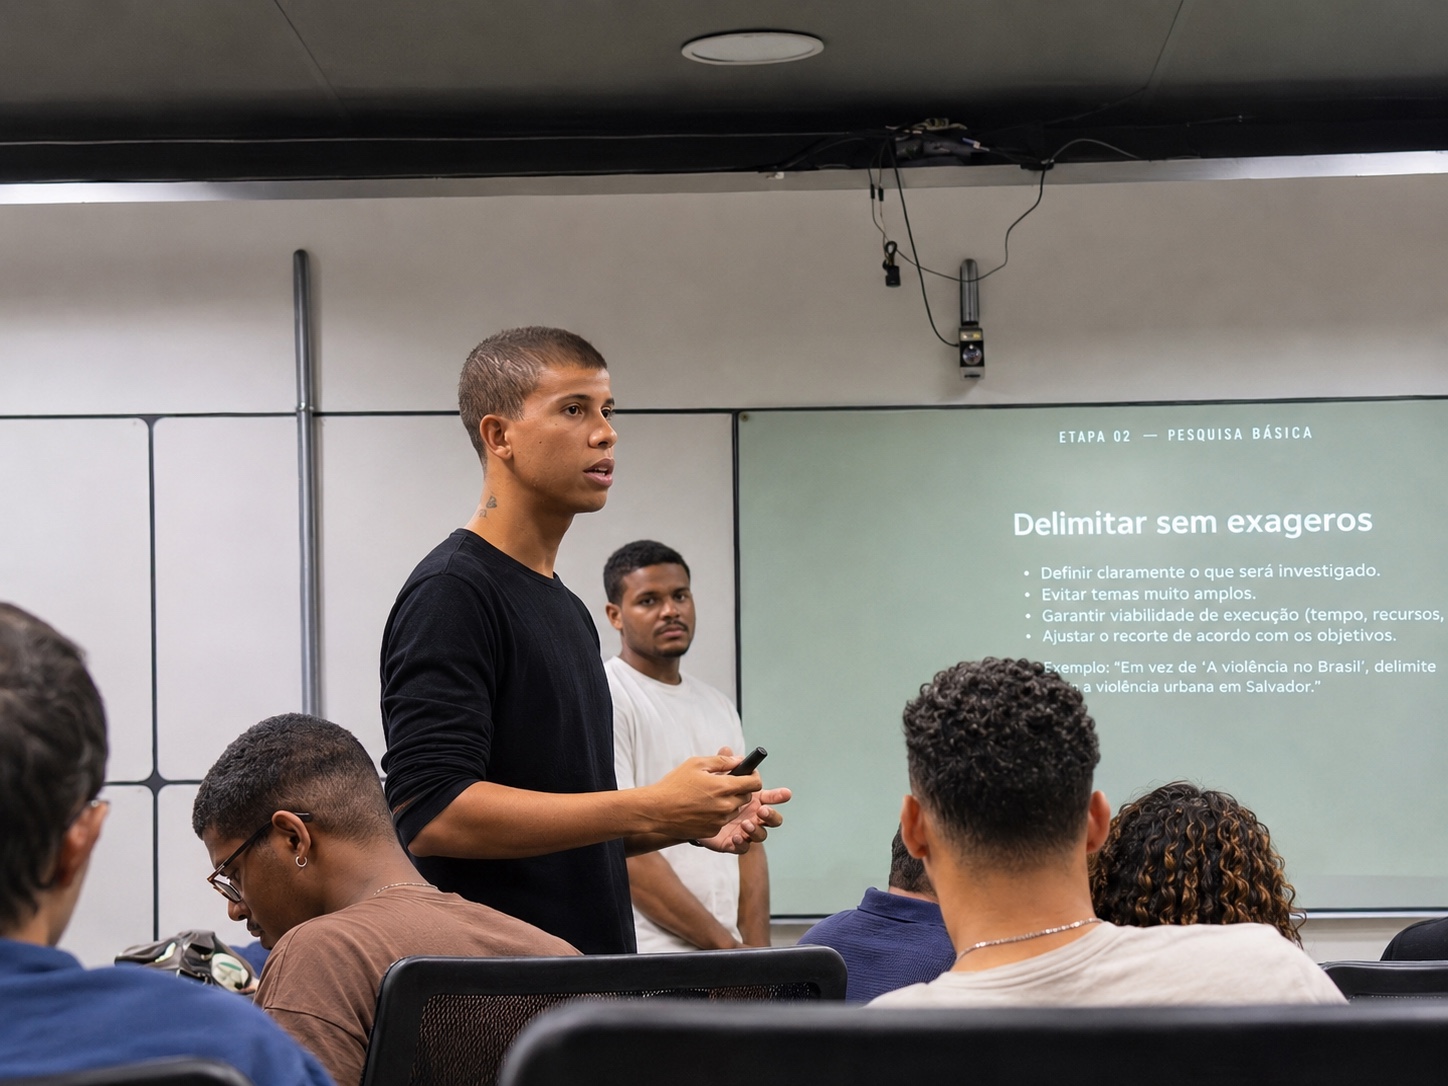 ETAPA 02 — PESQUISA BÁSICA
Delimitar sem exageros
• Definir claramente o que será investigado.
• Evitar temas muito amplos.
• Garantir viabilidade de execução (tempo, recursos,
• Ajustar o recorte de acordo com os objetivos.
Exemplo: “Em vez de ‘A violência no Brasil’, delimite
a violência urbana em Salvador.”